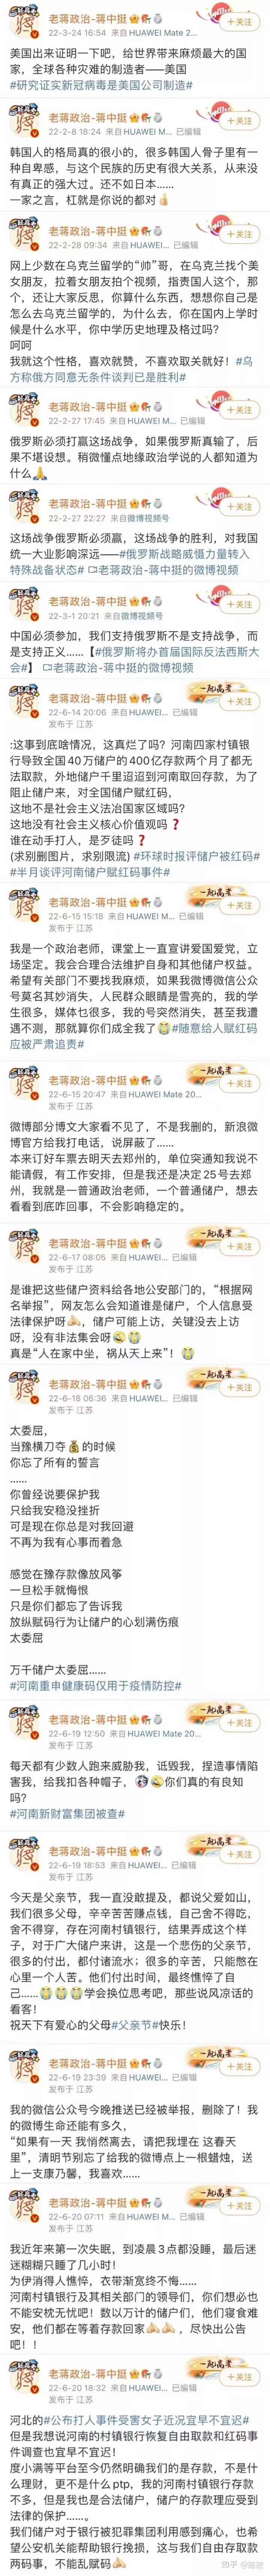 老蒋政治-蒋中挺
+关注
22-3-24 16:54 来自 HUAWEI Mate 2...
美国出来证明一下吧，给世界带来麻烦最大的国
家，全球各种灾难的制造者——美国
#研究证实新冠病毒是美国公司制造#
老蒋政治-蒋中挺
+关注
22-2-8 18:24 来自 HUAWEI M... 已编辑
韩国人的格局真的很小的，很多韩国人骨子里有一
种自卑感，与这个民族的历史有很大关系，从来没
有真正的强大过。还不如日本......
一家之言，杠就是你说的都对👍
老蒋政治-蒋中挺
+关注
22-2-28 09:34 来自 HUAWEI... 已编辑
网上少数在乌克兰留学的“帅”哥，在乌克兰找个美
女朋友，拉着女朋友拍个视频，指责国人这个，那
个，还让大家反思，你算什么东西，想想你自己是
怎么去乌克兰留学的，为什么去，你在国内上学时
候是什么水平，你中学历史地理及格过吗？
呵呵
我就这个性格，喜欢就赞，不喜欢取关就好！#乌
方称俄方同意无条件谈判已是胜利#
老蒋政治-蒋中挺
+关注
22-2-27 17:45 来自 HUAWEI M... 已编辑
俄罗斯必须打赢这场战争，如果俄罗斯真输了，后
果不堪设想。稍微懂点地缘政治学说的人都知道为
什么🙏
老蒋政治-蒋中挺
+关注
22-2-27 22:27 来自 微博视频号
这场战争俄罗斯必须赢，这场战争的胜利，对我国
统一大业影响深远——#俄罗斯战略威慑力量转入
特殊战备状态# 老蒋政治-蒋中挺的微博视频
老蒋政治-蒋中挺
+关注
22-3-1 20:21 来自 微博视频号
中国必须参加，我们支持俄罗斯不是支持战争，而
是支持正义......【#俄罗斯将办首届国际反法西斯大
会#】 老蒋政治-蒋中挺的微博视频
老蒋政治-蒋中挺
+关注
22-6-14 20:06 来自 HUAWEI... 已编辑
发布于 江苏
:这事到底啥情况，这真烂了吗？河南四家村镇银
行导致全国40万储户的400亿存款两个月了都无
法取款，外地储户千里迢迢到河南取回存款，为了
阻止储户来，对全国储户赋红码，
这地不是社会主义法冶国家区域吗？
这地没有社会主义核心价值观吗❓
谁在动手打人，是歹徒吗❓
(求别删图片，求别限流) #环球时报评储户被红码#
#半月谈评河南储户赋红码事件#
老蒋政治-蒋中挺
+关注
22-6-15 15:18 来自 HUAWEI M... 已编辑
发布于 江苏
我是一个政治老师，课堂上一直宣讲爱国爱党，立
场坚定。我会合理合法维护自身和其他储户权益。
希望有关部门不要找我麻烦，如果我微博微信公众
号莫名其妙消失，人民群众眼睛是雪亮的，我的学
生很多，媒体也很多，我的号突然消失，甚至我遭
遇不测，那就算你们成全我了😭#随意给人赋红码
应被严肃追责#
老蒋政治-蒋中挺
+关注
22-6-15 20:47 来自 HUAWEI Mate 20...
发布于 江苏
微博部分博文大家看不见了，不是我删的，新浪微
博官方给我打电话，说屏蔽了......
本来订好车票去明天去郑州的，单位突通知我说不
能请假，有工作安排，但是我还是决定25号去郑
州，我就是一普通政治老师，一个普通储户，想去
看看到底咋回事，不会影响稳定的。
老蒋政治-蒋中挺
+关注
22-6-17 08:05 来自 HUAWEI... 已编辑
发布于 江苏
是谁把这些储户资料给各地公安部门的，“根据网
名举报”，网友怎么会知道谁是储户，个人信息受
法律保护呀🙏，储户可能上访，关键没去上访
呀，没有非法集会呀🤣😭
真是“人在家中坐，祸从天上来”！😭
老蒋政治-蒋中挺
+关注
22-6-18 06:36 来自 HUAWEI... 已编辑
发布于 江苏
太委屈，
当豫横刀夺💰的时候
你忘了所有的誓言
......
你曾经说要保护我
只给我安稳没挫折
可是现在你总是对我回避
不再为我有心事而着急

感觉在豫存款像放风筝
一旦松手就悔恨
只是你们都忘了告诉我
放纵赋码行为让储户的心划满伤痕
太委屈

万千储户太委屈......
#河南重申健康码仅用于疫情防控#
老蒋政治-蒋中挺
+关注
22-6-19 12:50 来自 HUAWEI Mate 20...
发布于 江苏
每天都有少数人跑来威胁我，诋毁我，捏造事情陷
害我，给我扣各种帽子，你们真的有良知
吗？
#河南新财富集团被查#
老蒋政治-蒋中挺
+关注
22-6-19 18:53 来自 HUAWEI... 已编辑
发布于 江苏
今天是父亲节，我一直没敢提及，都说父爱如山，
我们很多父母，辛辛苦苦赚点钱，自己舍不得吃，
舍不得穿，存在河南村镇银行，结果弄成这个样
子，对于广大储户来讲，这是一个悲伤的父亲节，
很多的付出，都付诸流水；很多的辛苦，只能憋在
心里一个人苦。他们付出时间，最终憔悴了自
己......😭😭😭学会换位思考吧，那些说风凉话的
看客！
祝天下有爱心的父母#父亲节#快乐！
老蒋政治-蒋中挺
+关注
22-6-19 23:39 来自 HUAWEI... 已编辑
发布于 江苏
我的微信公众号今晚推送已经被举报，删除了！我
的微博生命还能有多久，
“如果有一天 我悄然离去，请把我埋在 这春天
里”，清明节别忘了给我的微博点上一根蜡烛，送
上一支康乃馨，我喜欢......
老蒋政治-蒋中挺
+关注
22-6-20 07:11 来自 HUAWEI M... 已编辑
发布于 江苏
我近年来第一次失眠，到凌晨3点都没睡，最后迷
迷糊糊只睡了几小时！
为伊消得人憔悴，衣带渐宽终不悔......
河南村镇银行及其相关部门的领导们，你们想必也
不能安枕无忧吧！数以万计的储户们，他们寝食难
安，他们都在等着存款回家🙏🙏，尽快出公告
吧！！
老蒋政治-蒋中挺
+关注
22-6-20 18:32 来自 HUAWEI M... 已编辑
发布于 江苏
河北的#公布打人事件受害女子近况宜早不宜迟#
但是我想说河南的村镇银行恢复自由取款和红码事
件调查也宜早不宜迟！
度小满等平台至今仍然明确我们的是存款，不是什
么理财，更不是什么ptp，我的河南村镇银行存款
不多，但是我也是合法储户，储户的存款理应受到
法律的保护......。
我们储户对于银行被犯罪集团利用感到痛心，也希
望公安机关能帮助银行挽损，这与我们自由存取款
两码事，不能乱赋码🙏